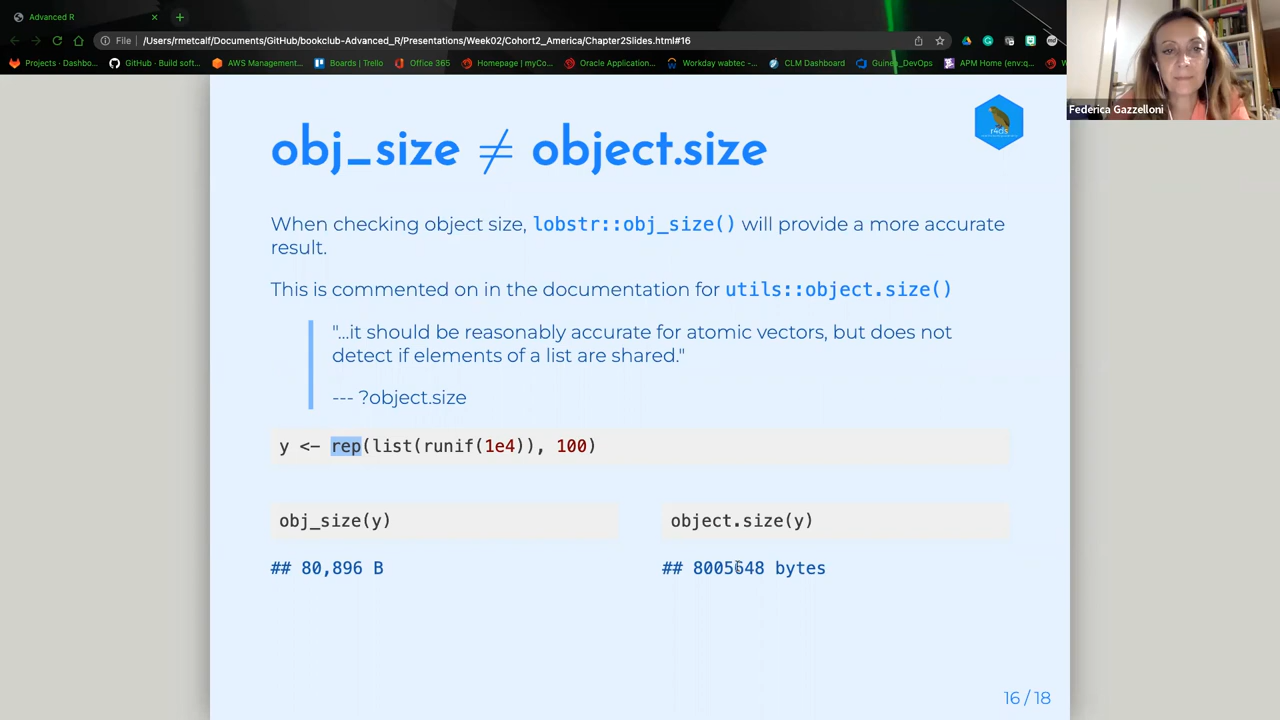 Advanced R
File | /Users/rmetcalf/Documents/GitHub/bookclub-Advanced_R/Presentations/Week02/Cohort2_America/Chapter2Slides.html#16
Projects · Dashbo... GitHub · Build soft... AWS Management... Boards | Trello Office 365 Homepage | myCo... Oracle Application... Workday wabtec -... CLM Dashboard Guinea_DevOps APM Home (env:q...
Federica Gazzelloni
r4ds
obj_size ≠ object.size
When checking object size, lobstr::obj_size() will provide a more accurate
result.
This is commented on in the documentation for utils::object.size()
"...it should be reasonably accurate for atomic vectors, but does not
detect if elements of a list are shared."
--- ?object.size
y <- rep(list(runif(1e4)), 100)
obj_size(y)
object.size(y)
## 80,896 B
## 8005648 bytes
16 / 18